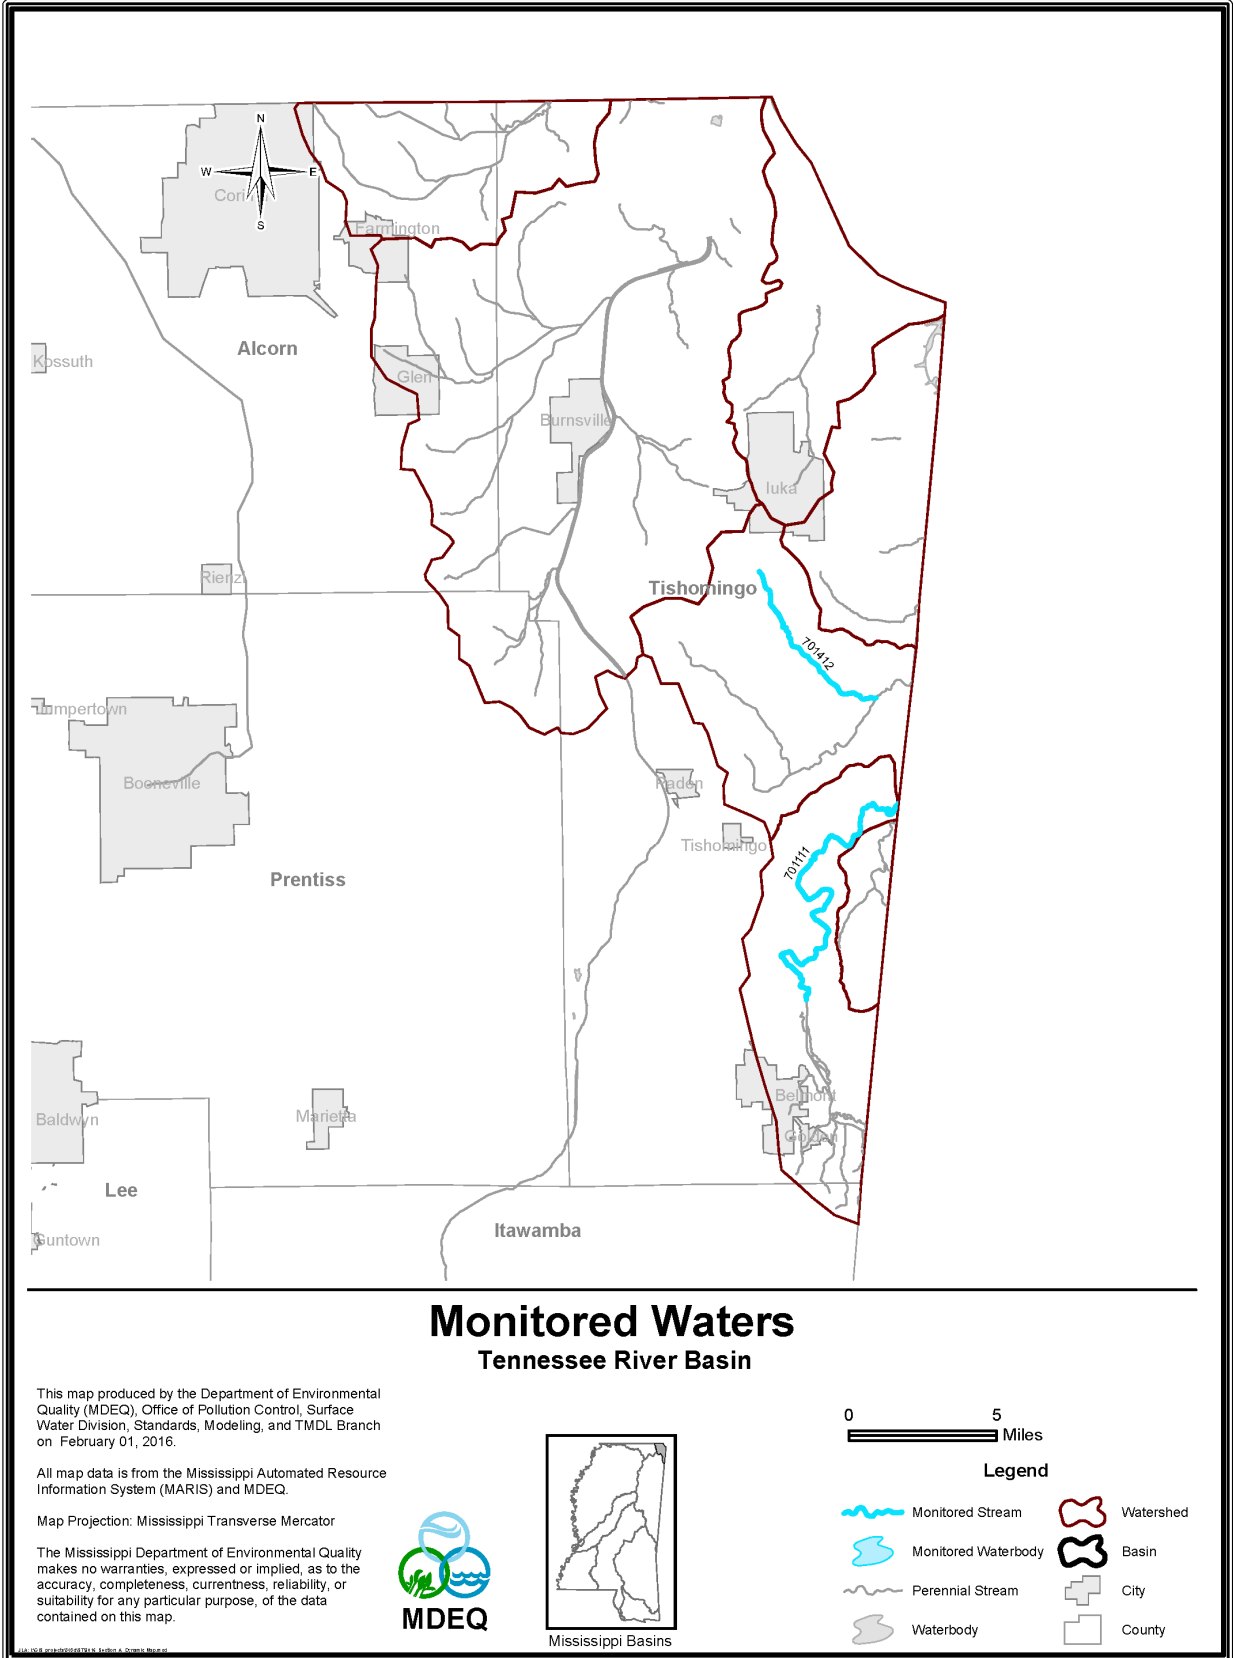 N
W
E
S
Farmington
Alcorn
Kossuth
Glen
Burnsville
Iuka
Rienzi
Tishomingo
701412
Jumpertown
Booneville
Paden
Tishomingo
701111
Prentiss
Belmont
Baldwyn
Marietta
Golden
Lee
Itawamba
Guntown
Monitored Waters
Tennessee River Basin
This map produced by the Department of Environmental
Quality (MDEQ), Office of Pollution Control, Surface
Water Division, Standards, Modeling, and TMDL Branch
on February 01, 2016.
All map data is from the Mississippi Automated Resource
Information System (MARIS) and MDEQ.
Map Projection: Mississippi Transverse Mercator
The Mississippi Department of Environmental Quality
makes no warranties, expressed or implied, as to the
accuracy, completeness, currentness, reliability, or
suitability for any particular purpose, of the data
contained on this map.
MDEQ
Mississippi Basins
0 5
Miles
Legend
Monitored Stream
Watershed
Monitored Waterbody
Basin
Perennial Stream
City
Waterbody
County